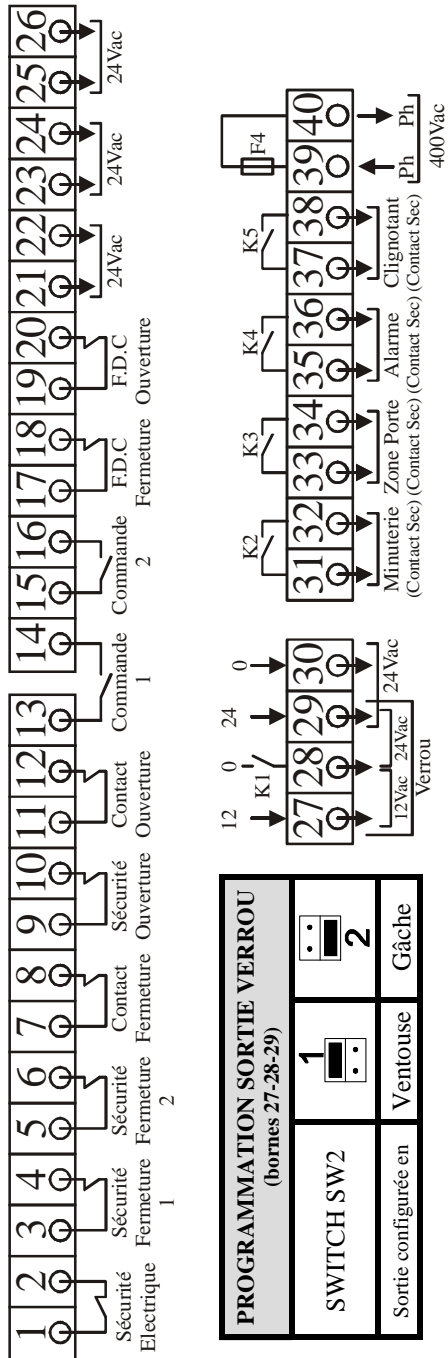 1 2 3 4 5 6 7 8 9 10 11 12 13 14 15 16 17 18 19 20 21 22 23 24 25 26
Sécurité
Electrique
Sécurité
Fermeture
1
Sécurité
Fermeture
2
Contact
Fermeture
Sécurité
Ouverture
Contact
Ouverture
Commande
1
Commande
2
F.D.C
Fermeture
F.D.C
Ouverture
24Vac
24Vac
24Vac
PROGRAMMATION SORTIE VERROU
(bornes 27-28-29)
SWITCH SW2
1
2
Sortie configurée en
Ventouse
Gâche
12 0 24 0
K1
27 28 29 30
12Vac
24Vac
24Vac
Verrou
K2 K3 K4 K5 F4
31 32 33 34 35 36 37 38 39 40
Minuterie
(Contact Sec)
Zone Porte
(Contact Sec)
Alarme
(Contact Sec)
Clignotant
(Contact Sec)
Ph Ph
400Vac